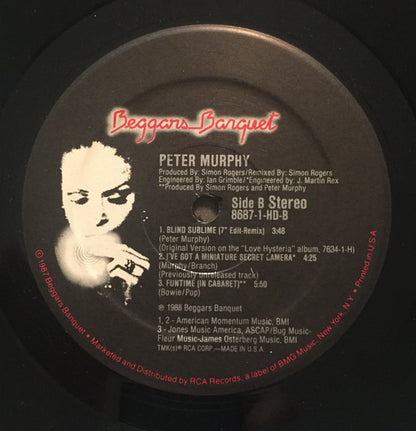 Beggars Banquet
PETER MURPHY
Produced By: Simon Rogers/Remixed By: Simon Rogers
Engineered By: Ian Grimble/*Engineered by: J. Martin Rex
**Produced By Simon Rogers and Peter Murphy
Side B Stereo
8687-1-HD-B
1. BLIND SUBLIME (7" Edit-Remix) 3:48
(Peter Murphy)
(Original Version on the "Love Hysteria" album, 7634-1-H)
2. I'VE GOT A MINIATURE SECRET CAMERA* 4:25
(Murphy/Branch)
(Previously unreleased track)
3. FUNTIME (IN CABARET)** 5:50
(Bowie/Pop)
℗ 1988 Beggars Banquet
1, 2 - American Momentum Music, BMI
3 - Jones Music America, ASCAP/Bug Music-
Fleur Music-James Osterberg Music, BMI
TMK(s)® RCA CORP.—MADE IN U.S.A.
© 1987 Beggars Banquet • Marketed and Distributed by RCA Records, a label of BMG Music, New York, N.Y. • Printed in U.S.A.